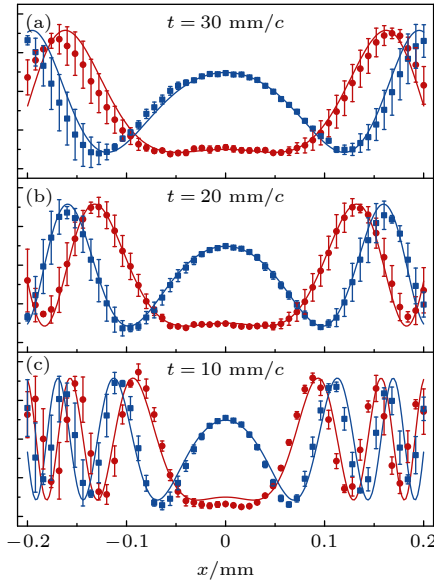 (a) t = 30 mm/c
(b) t = 20 mm/c
(c) t = 10 mm/c
−0.2 −0.1 0 0.1 0.2
x/mm